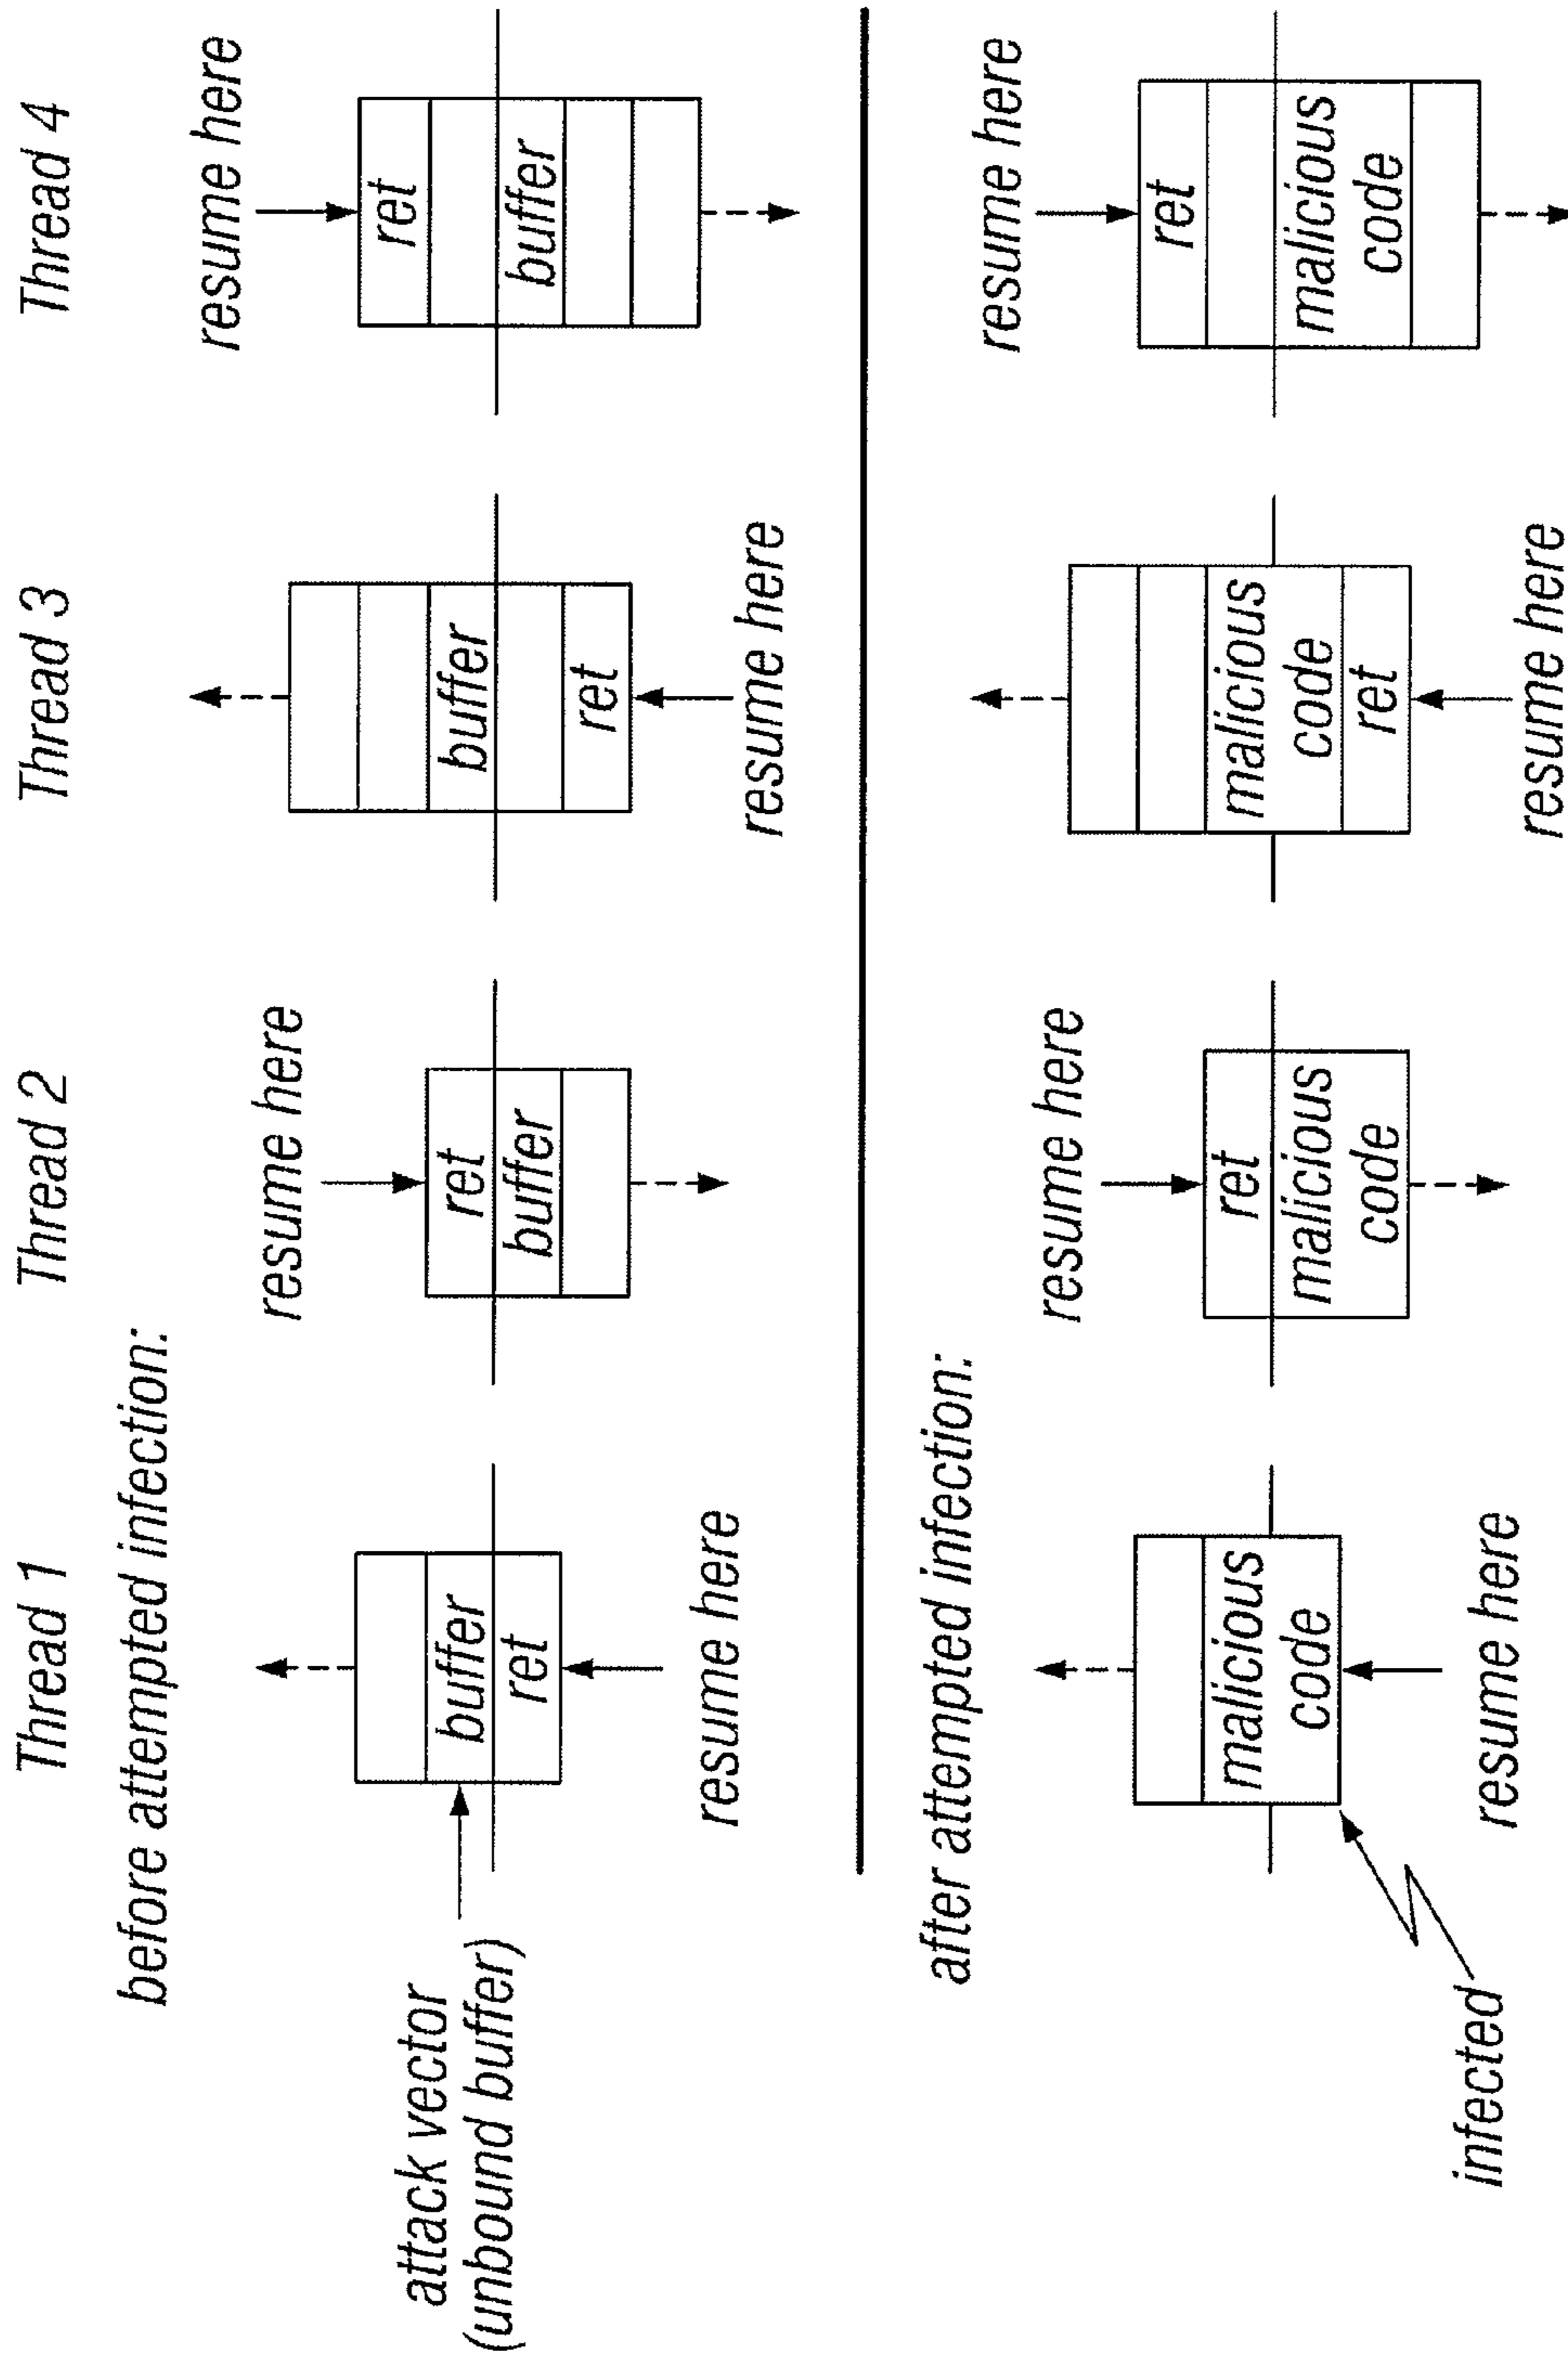 Thread 1
Thread 2
Thread 3
Thread 4
before attempted infection:
resume here
resume here
attack vector
(unbound buffer)
buffer
ret
ret
buffer
buffer
ret
ret
buffer
resume here
resume here
after attempted infection:
resume here
resume here
malicious
code
ret
malicious
code
malicious
code
ret
ret
malicious
code
infected
resume here
resume here